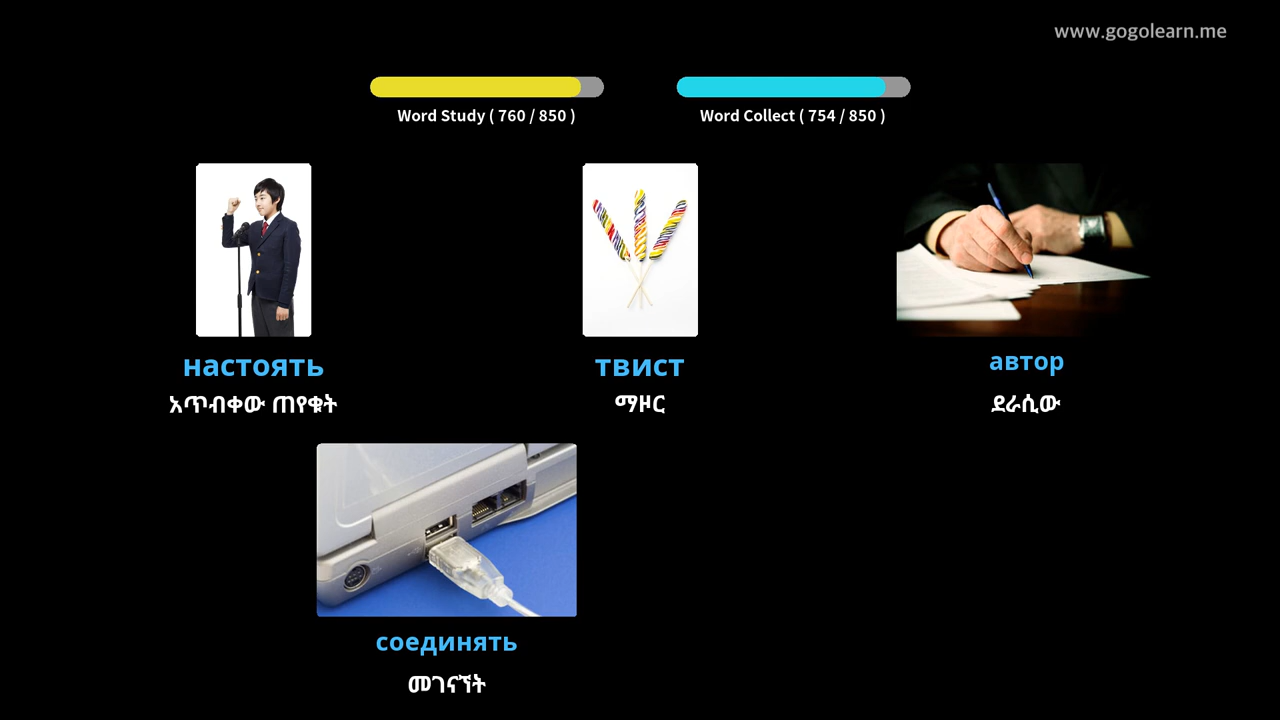 www.gogolearn.me
Word Study ( 760 / 850 )
Word Collect ( 754 / 850 )
настоять
አጥብቀው ጠየቁት
твист
ማዞር
автор
ደራሲው
соединять
መገናኘት